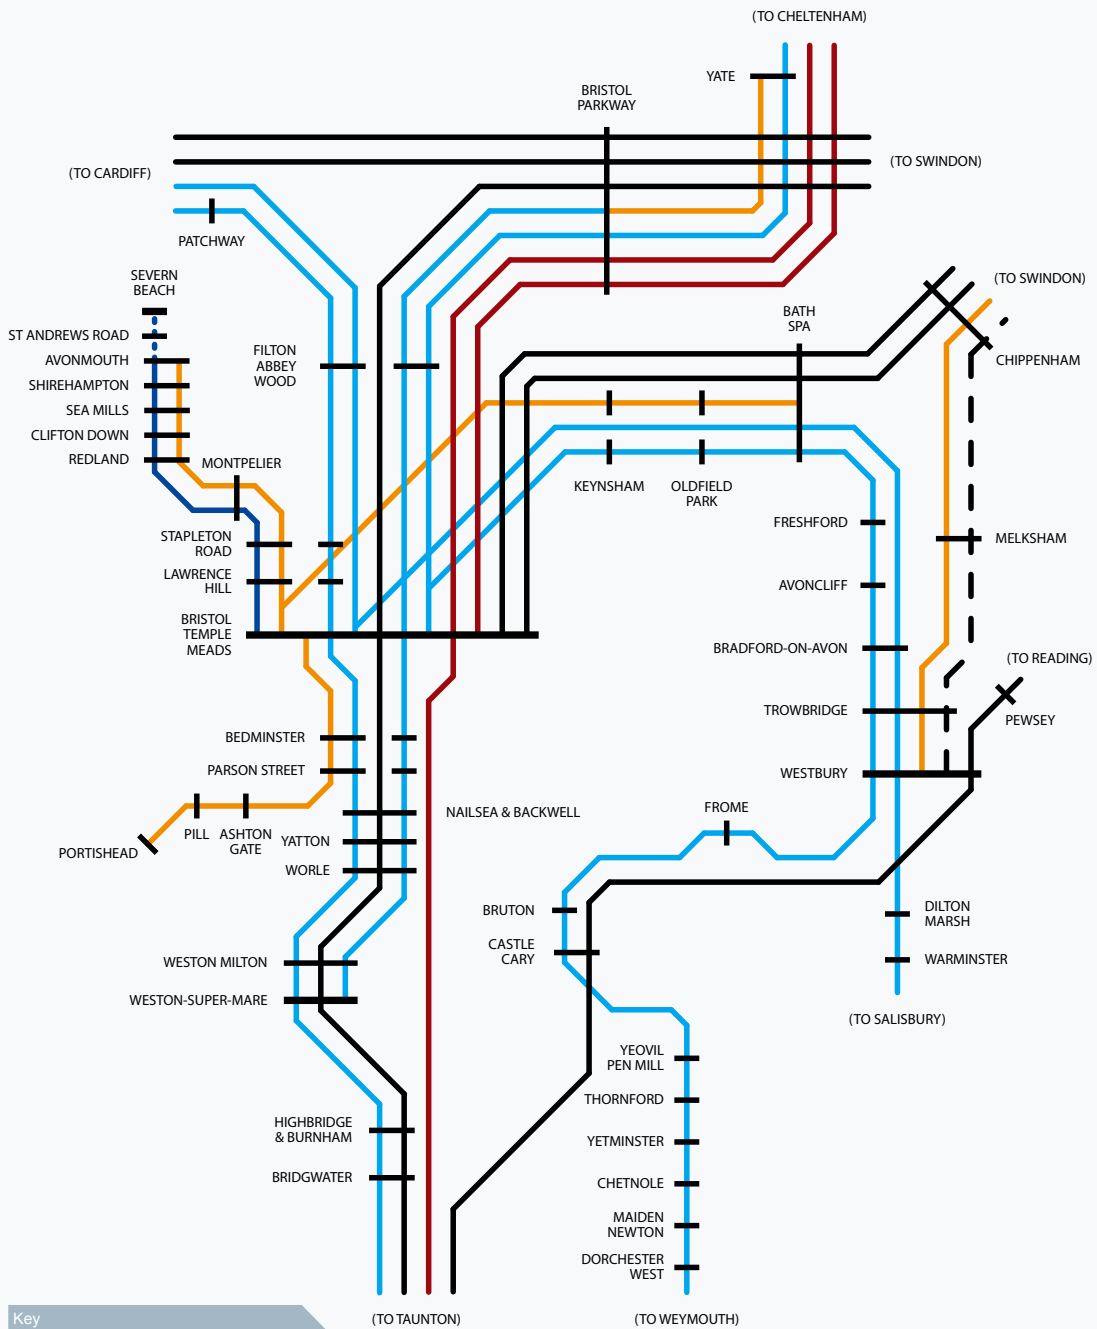 (TO CHELTENHAM)
YATE
BRISTOL
PARKWAY
(TO CARDIFF)
(TO SWINDON)
PATCHWAY
SEVERN
BEACH
(TO SWINDON)
BATH
SPA
ST ANDREWS ROAD
AVONMOUTH
SHIREHAMPTON
SEA MILLS
CLIFTON DOWN
REDLAND
FILTON
ABBEY
WOOD
CHIPPENHAM
MONTPELIER
KEYNSHAM
OLDFIELD
PARK
STAPLETON
ROAD
LAWRENCE
HILL
BRISTOL
TEMPLE
MEADS
FRESHFORD
MELKSHAM
AVONCLIFF
BRADFORD-ON-AVON
(TO READING)
TROWBRIDGE
PEWSEY
WESTBURY
BEDMINSTER
PARSON STREET
PILL
ASHTON
GATE
PORTISHEAD
NAILSEA & BACKWELL
YATTON
WORLE
FROME
BRUTON
CASTLE
CARY
DILTON
MARSH
WARMINSTER
WESTON MILTON
WESTON-SUPER-MARE
(TO SALISBURY)
YEOVIL
PEN MILL
THORNFORD
YETMINSTER
CHETNOLE
MAIDEN
NEWTON
DORCHESTER
WEST
HIGHBRIDGE
& BURNHAM
BRIDGWATER
(TO TAUNTON)
(TO WEYMOUTH)
Key